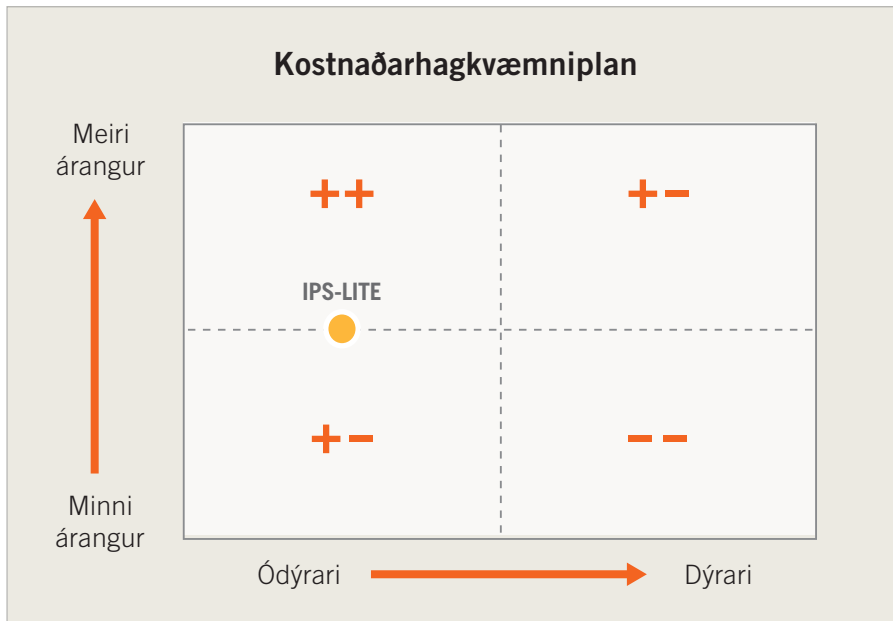 Kostnaðarhagkvæmniplan
Meiri
árangur
++
+−
IPS-LITE
+−
−−
Minni
árangur
Ódýrari
Dýrari